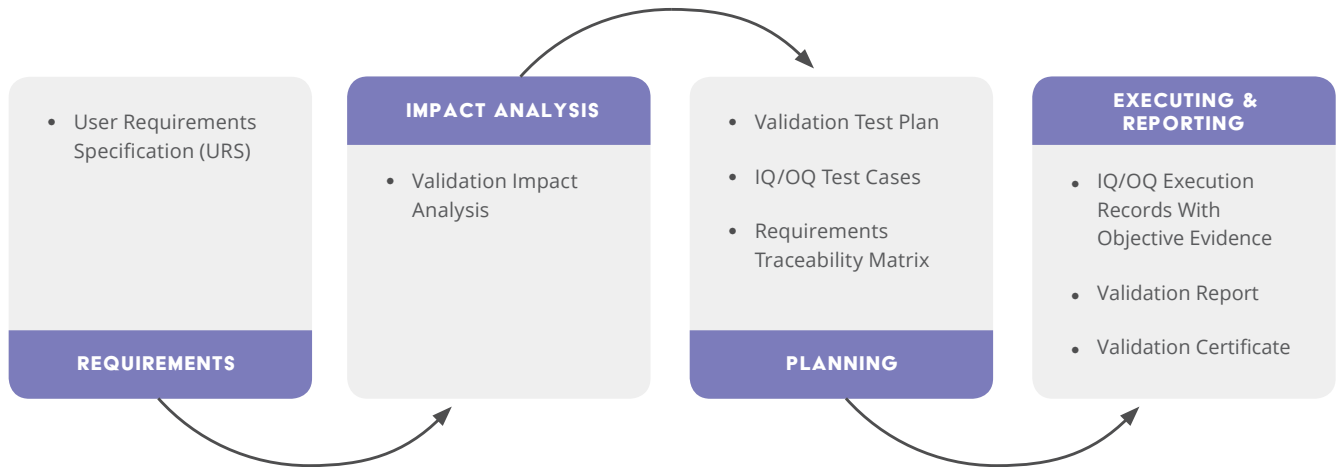 • User Requirements
Specification (URS)
REQUIREMENTS
IMPACT ANALYSIS
• Validation Impact
Analysis
• Validation Test Plan
• IQ/OQ Test Cases
• Requirements
Traceability Matrix
PLANNING
EXECUTING &
REPORTING
• IQ/OQ Execution
Records With
Objective Evidence
• Validation Report
• Validation Certificate